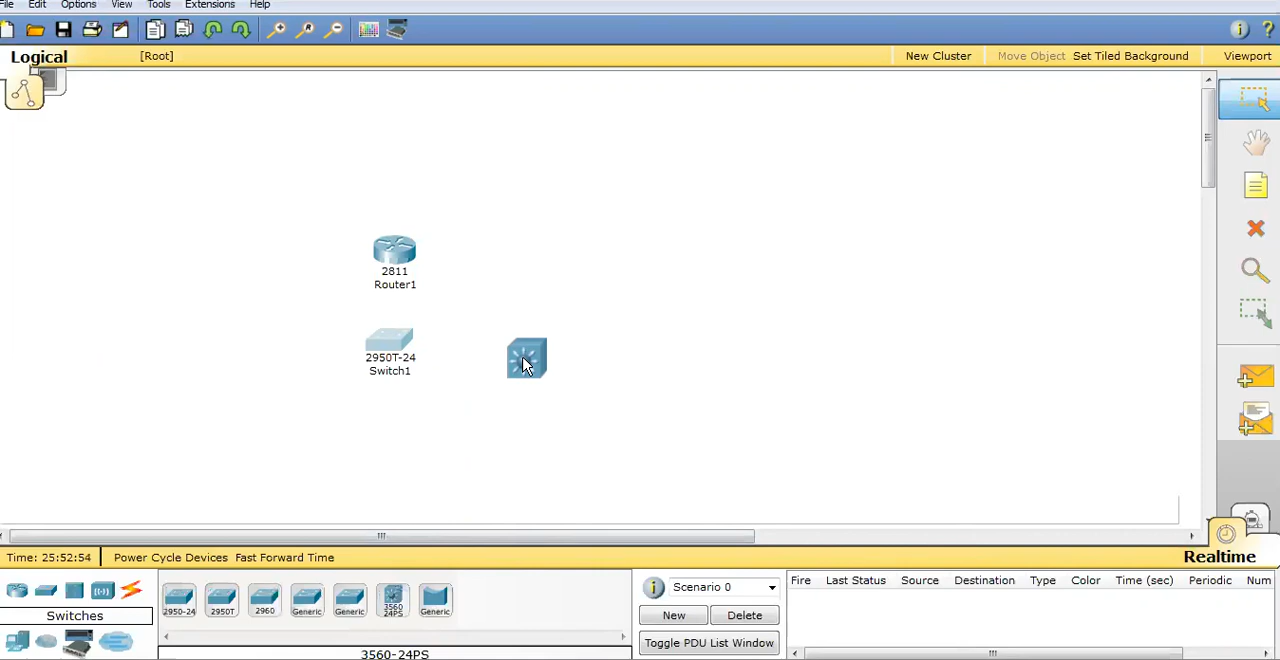 File Edit Options View Tools Extensions Help
Logical [Root] New Cluster Move Object Set Tiled Background Viewport
2811
Router1
2950T-24
Switch1
Time: 25:52:54 Power Cycle Devices Fast Forward Time Realtime
Switches
2950-24 2950T 2960 Generic Generic 3560 24PS Generic
3560-24PS
Scenario 0
New Delete
Toggle PDU List Window
Fire Last Status Source Destination Type Color Time (sec) Periodic Num